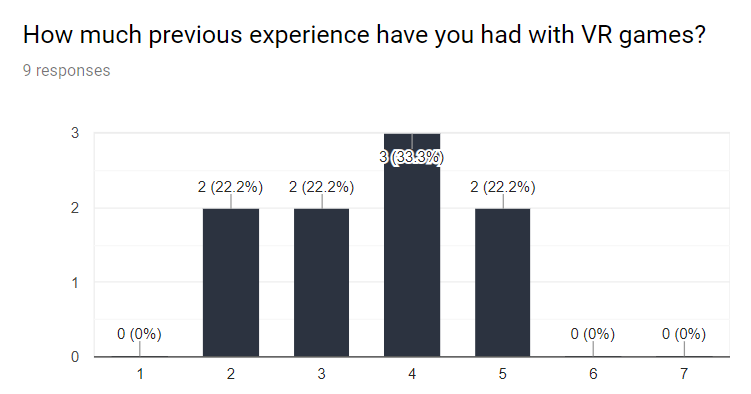 How much previous experience have you had with VR games?
9 responses
3
3 (33.3%)
2 (22.2%) 2 (22.2%) 2 (22.2%)
2
1
0 (0%) 0 (0%) 0 (0%)
0
1 2 3 4 5 6 7